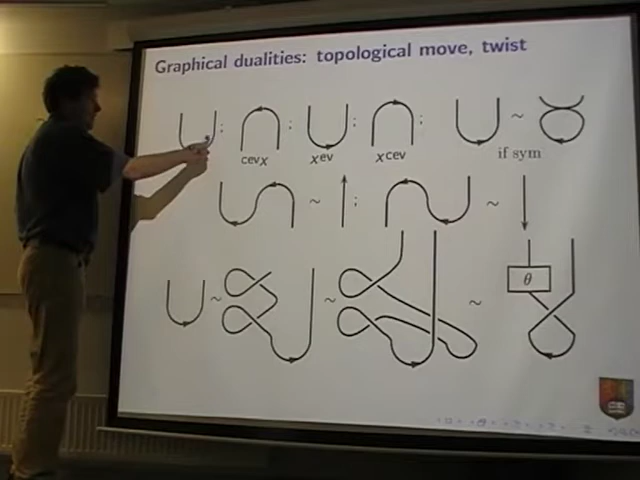 Graphical dualities: topological move, twist
: : : : ~
cevx xev xcev if sym
~ ; ~
~ ~ ~ θ